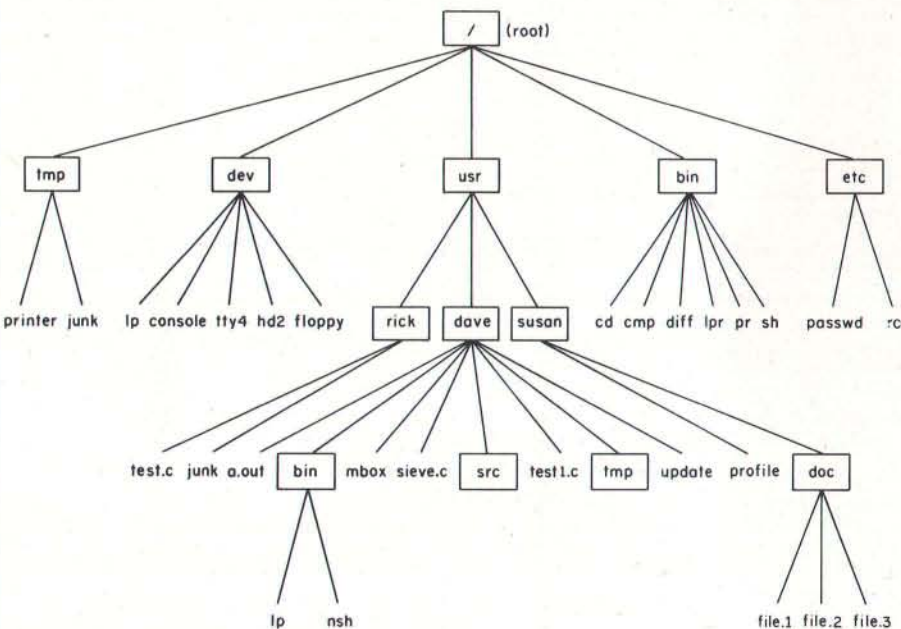 / (root)
tmp dev usr bin etc
printer junk lp console tty4 hd2 floppy rick dave susan cd cmp diff lpr pr sh passwd rc
test.c junk a.out bin mbox sieve.c src test1.c tmp update profile doc
lp nsh file.1 file.2 file.3